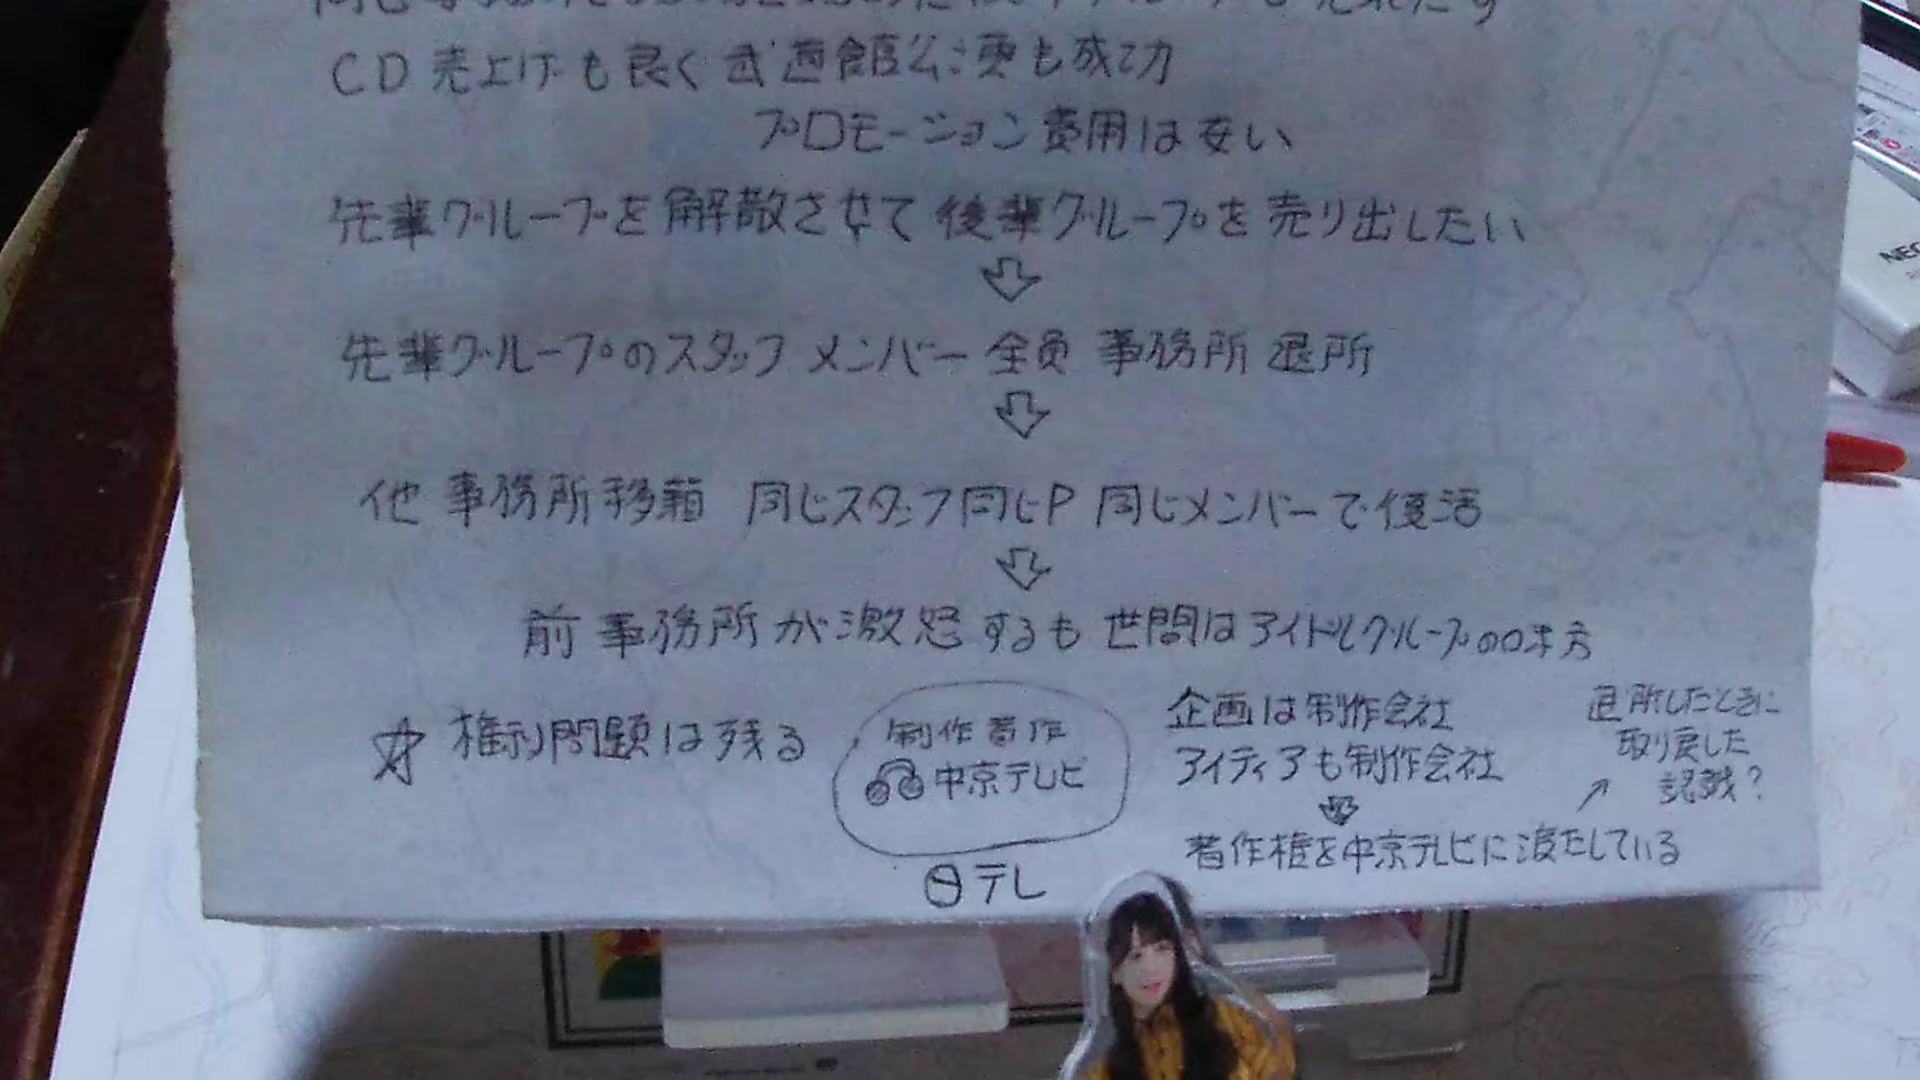 CD売上げも良く武道館公演も成功
プロモーション費用は安い
先輩グループを解散させて後輩グループを売り出したい
⇩
先輩グループのスタッフ メンバー 全員 事務所 退所
⇩
他 事務所移籍 同じスタッフ同じP 同じメンバーで復活
⇩
前 事務所が激怒するも 世間はアイドルグループの味方
☆ 権利問題は残る
制作著作
中京テレビ
日テレ
企画は制作会社
アイディアも制作会社
⇩
著作権を中京テレビに渡たしている
退所したときに
取り戻した
認識?
NEC